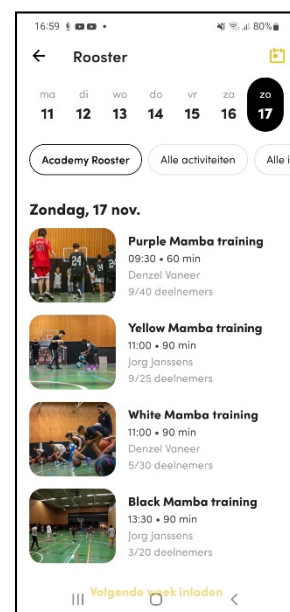 16:59
80%
Rooster
ma di wo do vr za zo
11 12 13 14 15 16 17
Academy Rooster Alle activiteiten Alle i
Zondag, 17 nov.
Purple Mamba training
09:30 • 60 min
Denzel Vaneer
9/40 deelnemers
Yellow Mamba training
11:00 • 90 min
Jorg Janssens
9/25 deelnemers
White Mamba training
11:00 • 90 min
Denzel Vaneer
5/30 deelnemers
Black Mamba training
13:30 • 90 min
Jorg Janssens
3/20 deelnemers
Volgende week inladen